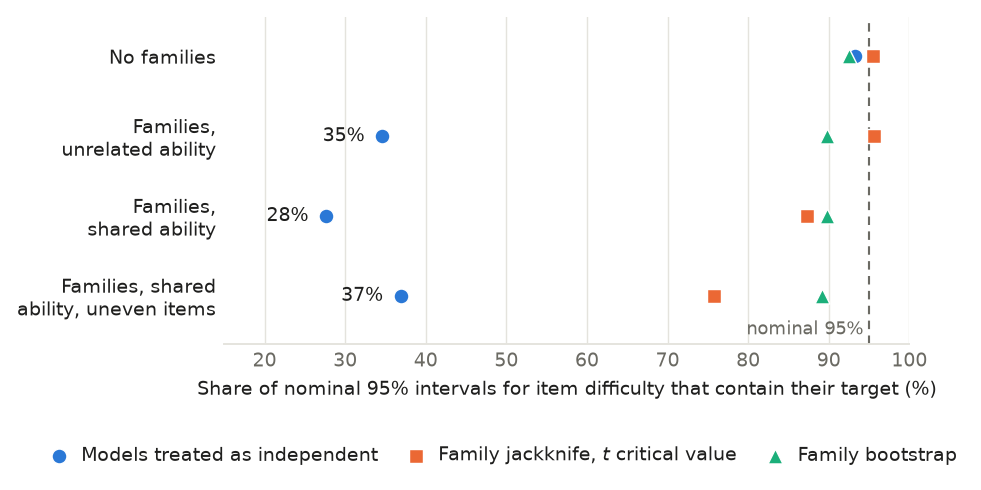 No families
Families,
unrelated ability
35%
Families,
shared ability
28%
Families, shared
ability, uneven items
37%
nominal 95%
20 30 40 50 60 70 80 90 100
Share of nominal 95% intervals for item difficulty that contain their target (%)
Models treated as independent
Family jackknife, t critical value
Family bootstrap